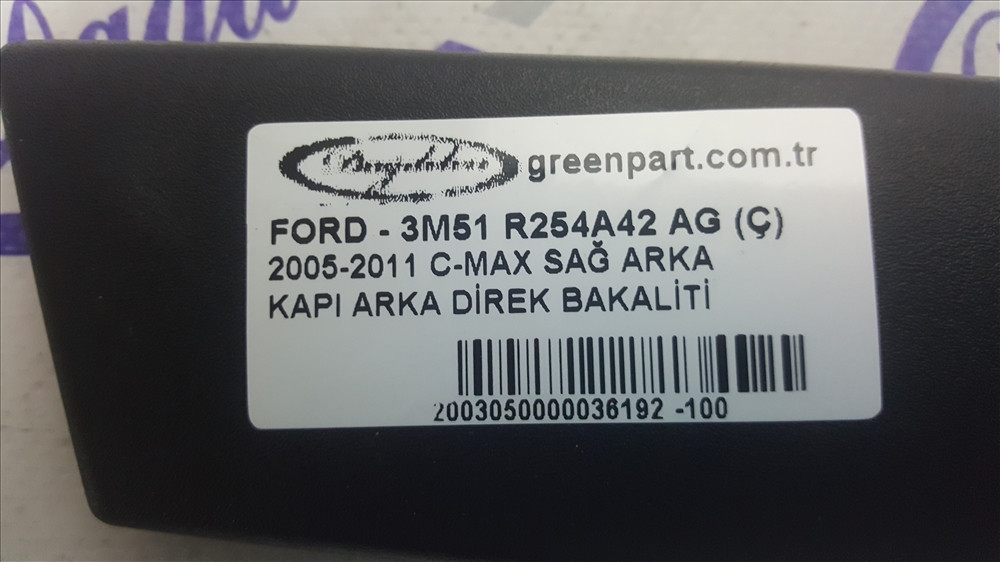 greenpart.com.tr
FORD - 3M51 R254A42 AG (Ç)
2005-2011 C-MAX SAĞ ARKA
KAPI ARKA DİREK BAKALİTİ
2003050000036192 -100